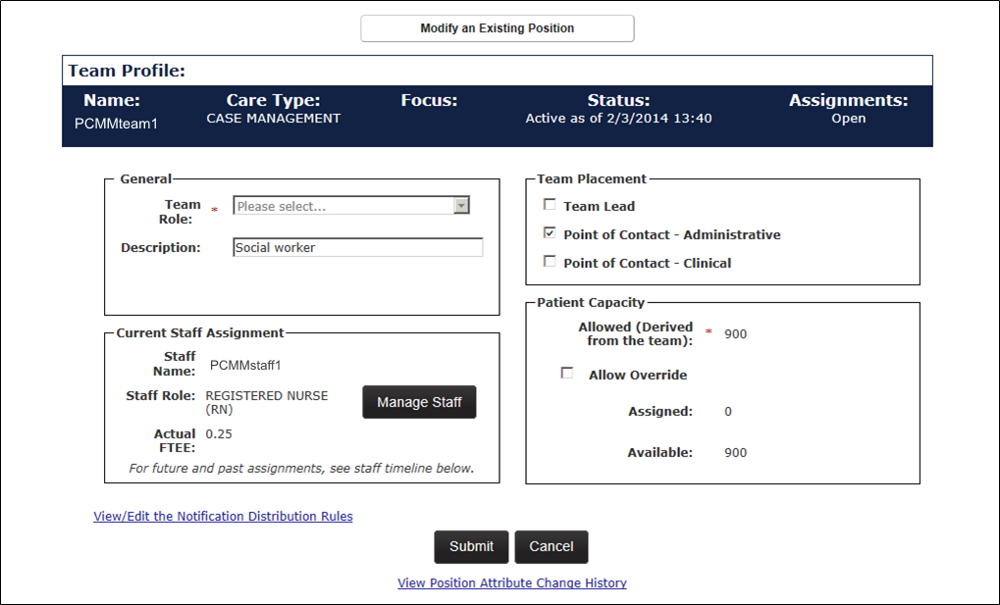 Modify an Existing Position
Team Profile:
Name: Care Type: Focus: Status: Assignments:
PCMMteam1 CASE MANAGEMENT Active as of 2/3/2014 13:40 Open
General
Team
Role: * Please select...
Description: Social worker
Team Placement
Team Lead
Point of Contact - Administrative
Point of Contact - Clinical
Current Staff Assignment
Staff
Name: PCMMstaff1
Staff Role: REGISTERED NURSE
(RN)
Manage Staff
Actual
FTEE: 0.25
For future and past assignments, see staff timeline below.
Patient Capacity
Allowed (Derived
from the team): * 900
Allow Override
Assigned: 0
Available: 900
View/Edit the Notification Distribution Rules
Submit Cancel
View Position Attribute Change History